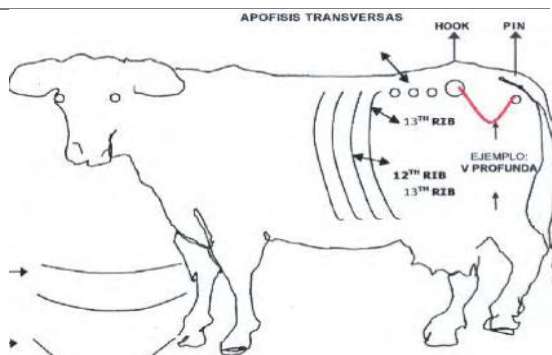 APOFISIS TRANSVERSAS
HOOK
PIN
13TH RIB
EJEMPLO:
V PROFUNDA
12TH RIB
13TH RIB